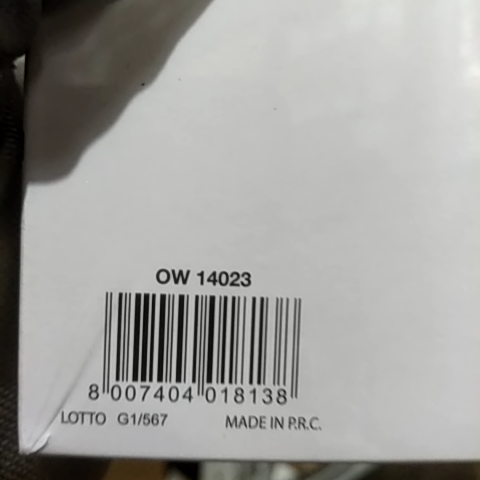 OW 14023
8 007404 018138
LOTTO G1/567 MADE IN P.R.C.